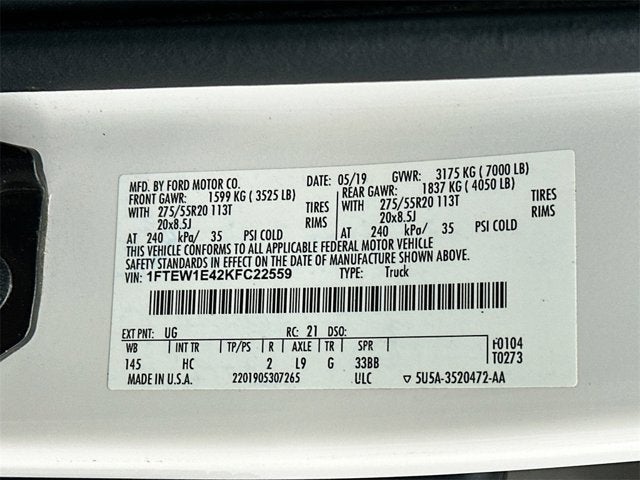 MFD. BY FORD MOTOR CO. DATE: 05/19 GVWR: 3175 KG ( 7000 LB)
FRONT GAWR: 1599 KG ( 3525 LB) REAR GAWR: 1837 KG ( 4050 LB)
WITH 275/55R20 113T TIRES WITH 275/55R20 113T TIRES
20x8.5J RIMS 20x8.5J RIMS
AT 240 kPa/ 35 PSI COLD AT 240 kPa/ 35 PSI COLD
THIS VEHICLE CONFORMS TO ALL APPLICABLE FEDERAL MOTOR VEHICLE
SAFETY STANDARDS IN EFFECT ON THE DATE OF MANUFACTURE SHOWN ABOVE.
VIN: 1FTEW1E42KFC22559 TYPE: Truck
EXT PNT: UG RC: 21 DSO: F0104
WB INT TR TP/PS R AXLE TR SPR T0273
145 HC 2 L9 G 33BB
MADE IN U.S.A. 2201905307265 ULC ▽ 5U5A-3520472-AA